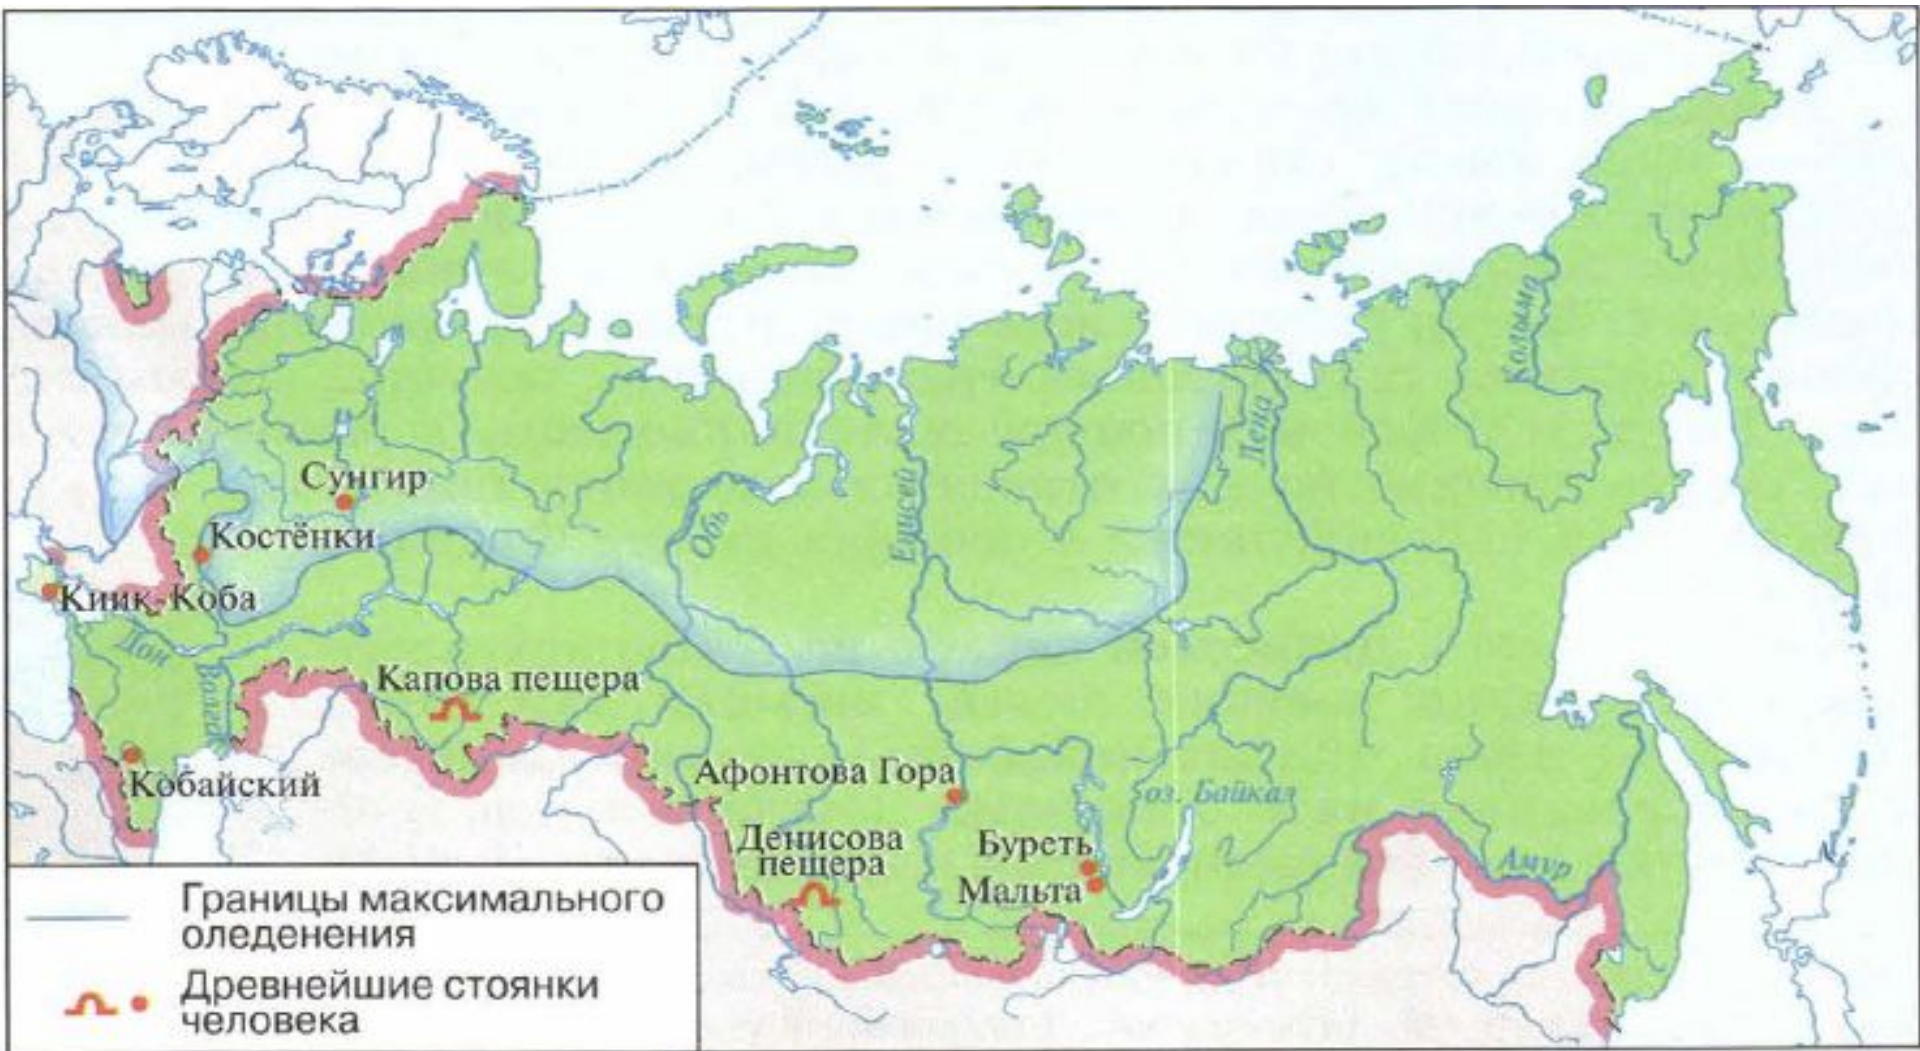 Сунгир
Костёнки
Киик-Коба
Дон
Волга
Капова пещера
Кобайский
Обь
Енисей
Лена
Колыма
Афонтова Гора
Денисова
пещера
Буреть
Мальта
оз. Байкал
Амур
Границы максимального
оледенения
Древнейшие стоянки
человека